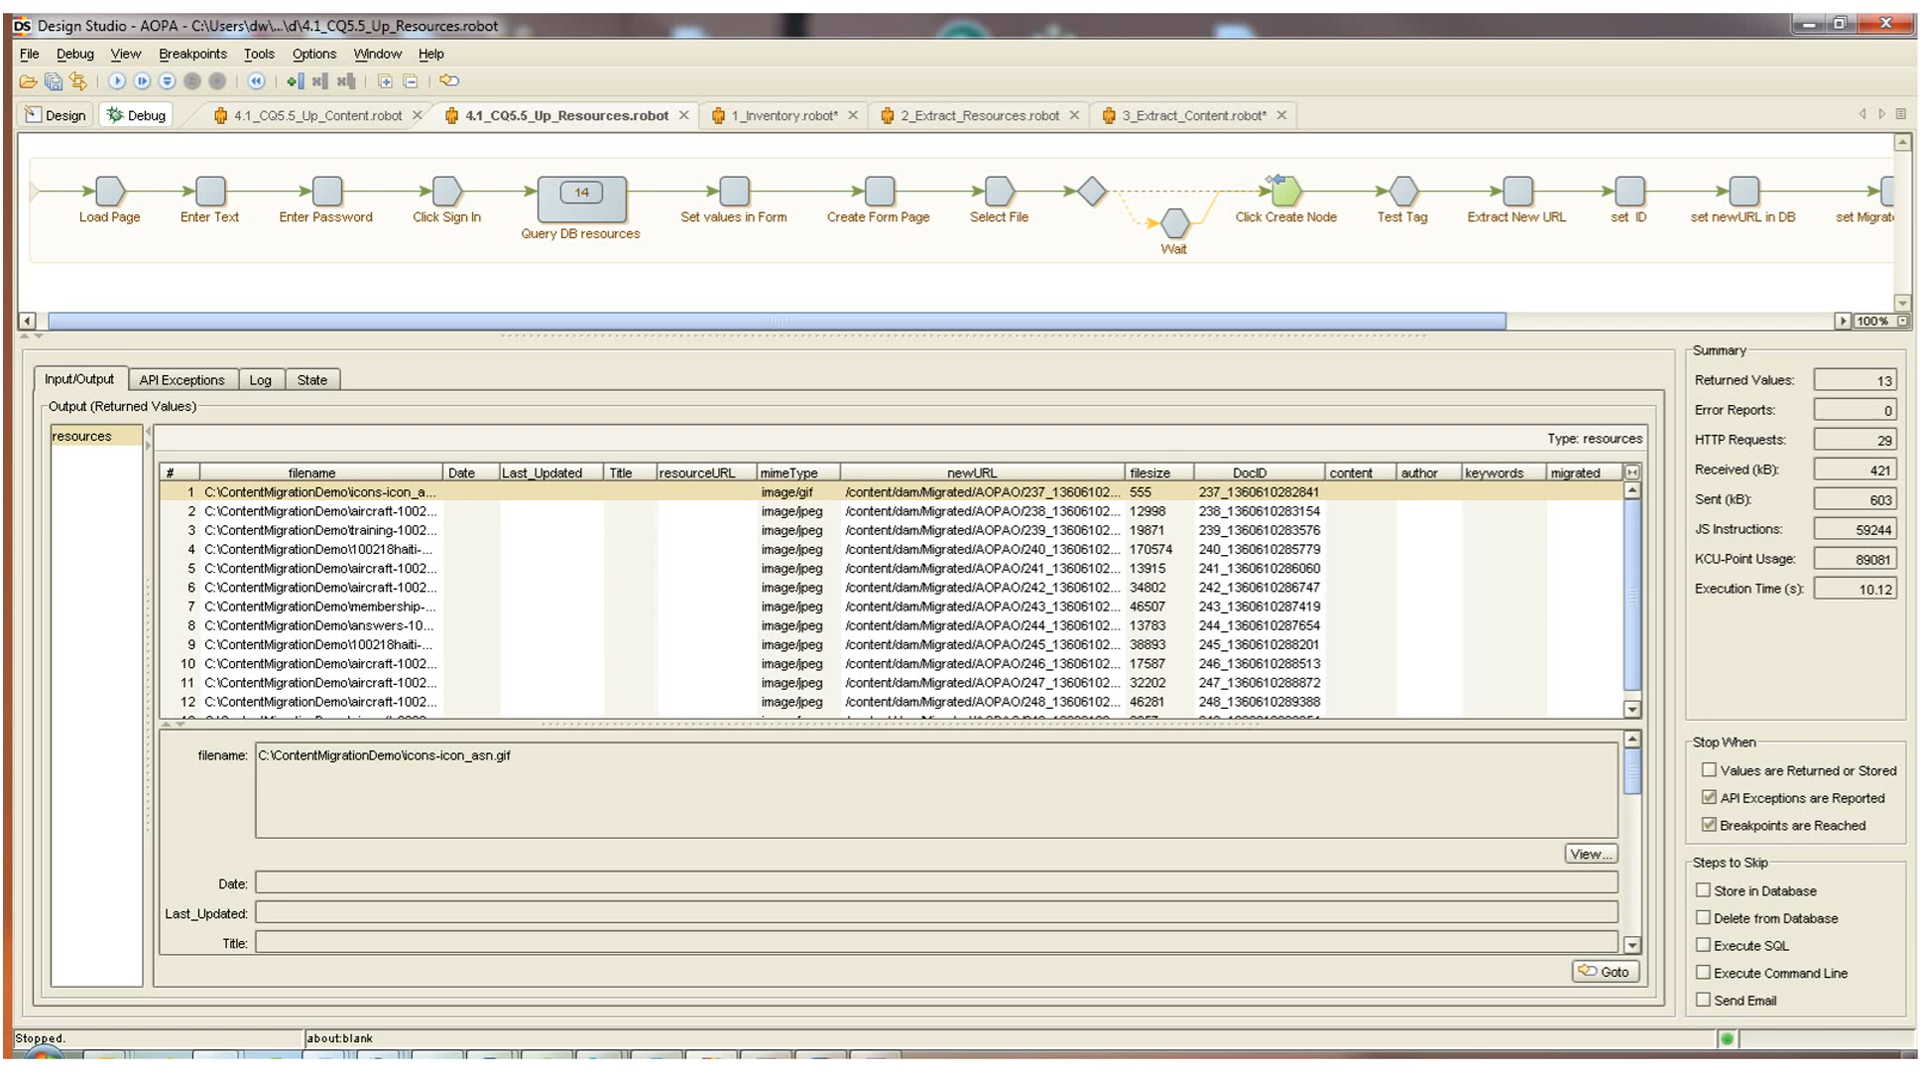 DS Design Studio - AOPA - C:\Users\dw\...\d\4.1_CQ5.5_Up_Resources.robot
File Debug View Breakpoints Tools Options Window Help
Design Debug 4.1_CQ5.5_Up_Content.robot 4.1_CQ5.5_Up_Resources.robot 1_Inventory.robot* 2_Extract_Resources.robot 3_Extract_Content.robot*
14
Load Page Enter Text Enter Password Click Sign In Set values in Form Create Form Page Select File Click Create Node Test Tag Extract New URL set ID set newURL in DB set Migrat
Query DB resources
Wait
100%
Input/Output API Exceptions Log State
Output (Returned Values)
resources
Type: resources
# filename Date Last_Updated Title resourceURL mimeType newURL filesize DocID content author keywords migrated
1 C:\ContentMigrationDemo\icons-icon_a... image/gif /content/dam/Migrated/AOPAO/237_13606102... 555 237_1360610282841
2 C:\ContentMigrationDemo\aircraft-1002... image/jpeg /content/dam/Migrated/AOPAO/238_13606102... 12998 238_1360610283154
3 C:\ContentMigrationDemo\training-1002... image/jpeg /content/dam/Migrated/AOPAO/239_13606102... 19871 239_1360610283576
4 C:\ContentMigrationDemo\100218haiti-... image/jpeg /content/dam/Migrated/AOPAO/240_13606102... 170574 240_1360610285779
5 C:\ContentMigrationDemo\aircraft-1002... image/jpeg /content/dam/Migrated/AOPAO/241_13606102... 13915 241_1360610286060
6 C:\ContentMigrationDemo\aircraft-1002... image/jpeg /content/dam/Migrated/AOPAO/242_13606102... 34802 242_1360610286747
7 C:\ContentMigrationDemo\membership-... image/jpeg /content/dam/Migrated/AOPAO/243_13606102... 46507 243_1360610287419
8 C:\ContentMigrationDemo\answers-10... image/jpeg /content/dam/Migrated/AOPAO/244_13606102... 13783 244_1360610287654
9 C:\ContentMigrationDemo\100218haiti-... image/jpeg /content/dam/Migrated/AOPAO/245_13606102... 38893 245_1360610288201
10 C:\ContentMigrationDemo\aircraft-1002... image/jpeg /content/dam/Migrated/AOPAO/246_13606102... 17587 246_1360610288513
11 C:\ContentMigrationDemo\aircraft-1002... image/jpeg /content/dam/Migrated/AOPAO/247_13606102... 32202 247_1360610288872
12 C:\ContentMigrationDemo\aircraft-1002... image/jpeg /content/dam/Migrated/AOPAO/248_13606102... 46281 248_1360610289388
filename: C:\ContentMigrationDemo\icons-icon_asn.gif
View...
Date:
Last_Updated:
Title:
Goto
Summary
Returned Values: 13
Error Reports: 0
HTTP Requests: 29
Received (kB): 421
Sent (kB): 603
JS Instructions: 59244
KCU-Point Usage: 89081
Execution Time (s): 10.12
Stop When
Values are Returned or Stored
API Exceptions are Reported
Breakpoints are Reached
Steps to Skip
Store in Database
Delete from Database
Execute SQL
Execute Command Line
Send Email
Stopped. about:blank